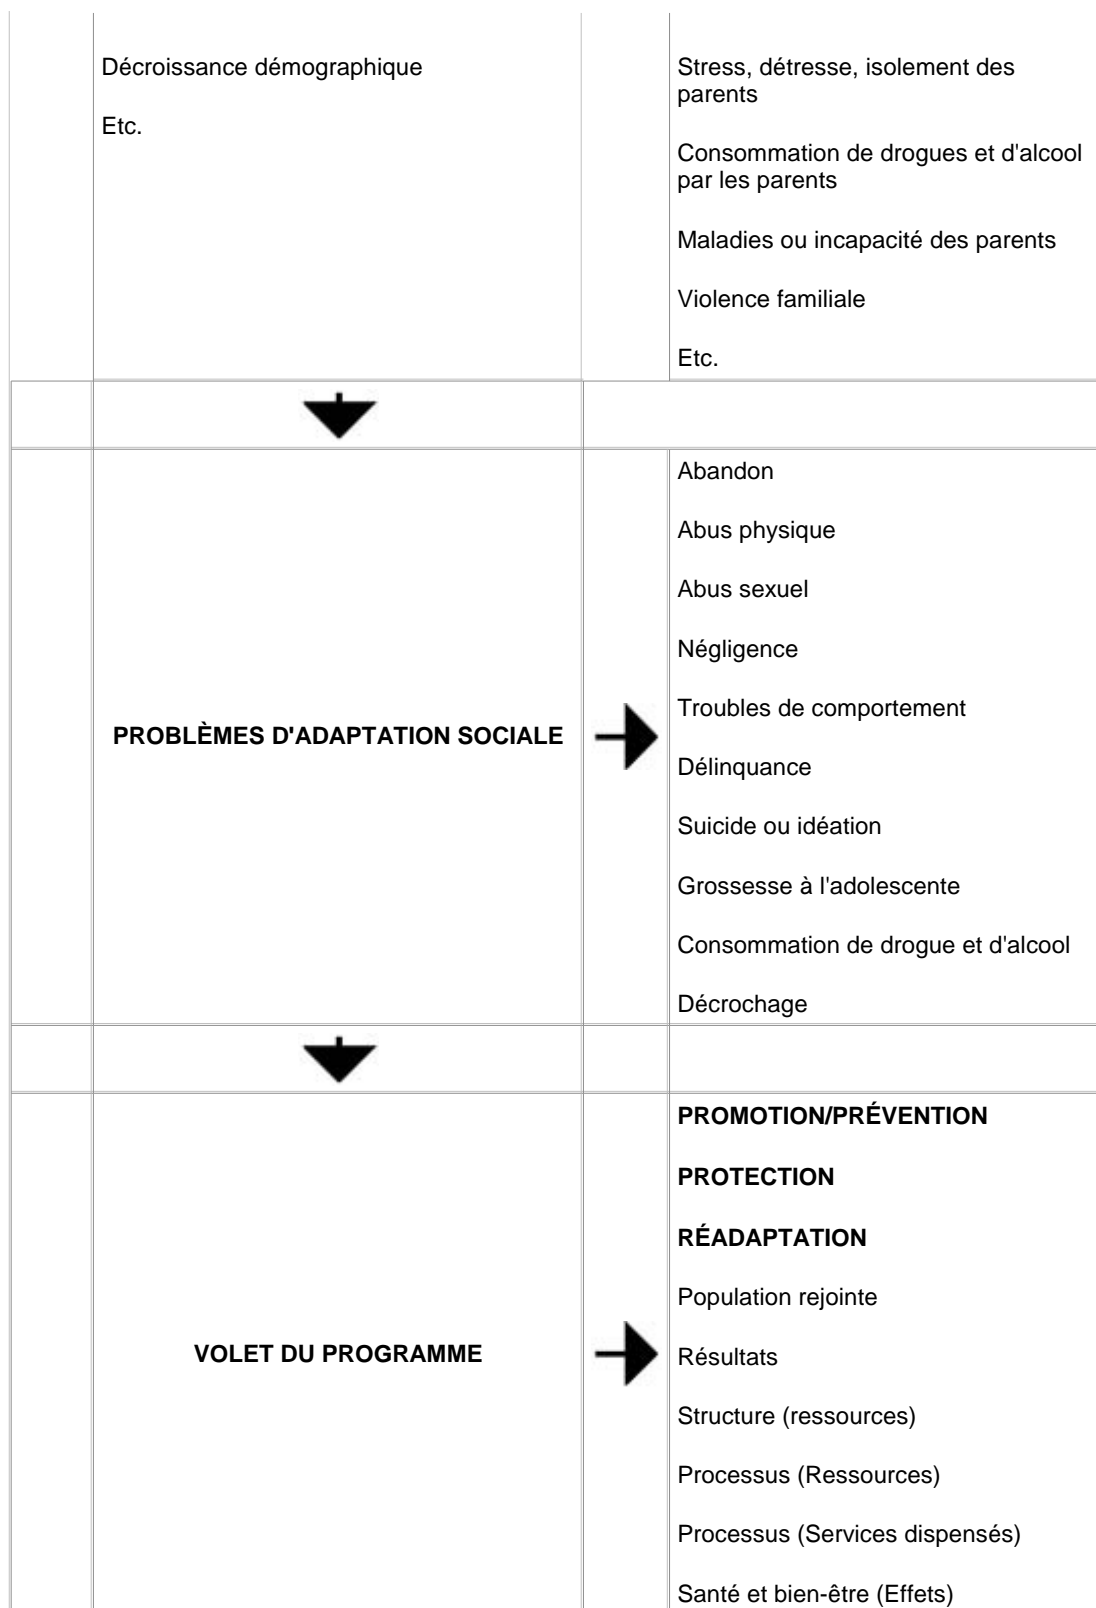 Décroissance démographique
Etc.
Stress, détresse, isolement des
parents
Consommation de drogues et d'alcool
par les parents
Maladies ou incapacité des parents
Violence familiale
Etc.
PROBLÈMES D'ADAPTATION SOCIALE
Abandon
Abus physique
Abus sexuel
Négligence
Troubles de comportement
Délinquance
Suicide ou idéation
Grossesse à l'adolescente
Consommation de drogue et d'alcool
Décrochage
VOLET DU PROGRAMME
PROMOTION/PRÉVENTION
PROTECTION
RÉADAPTATION
Population rejointe
Résultats
Structure (ressources)
Processus (Ressources)
Processus (Services dispensés)
Santé et bien-être (Effets)